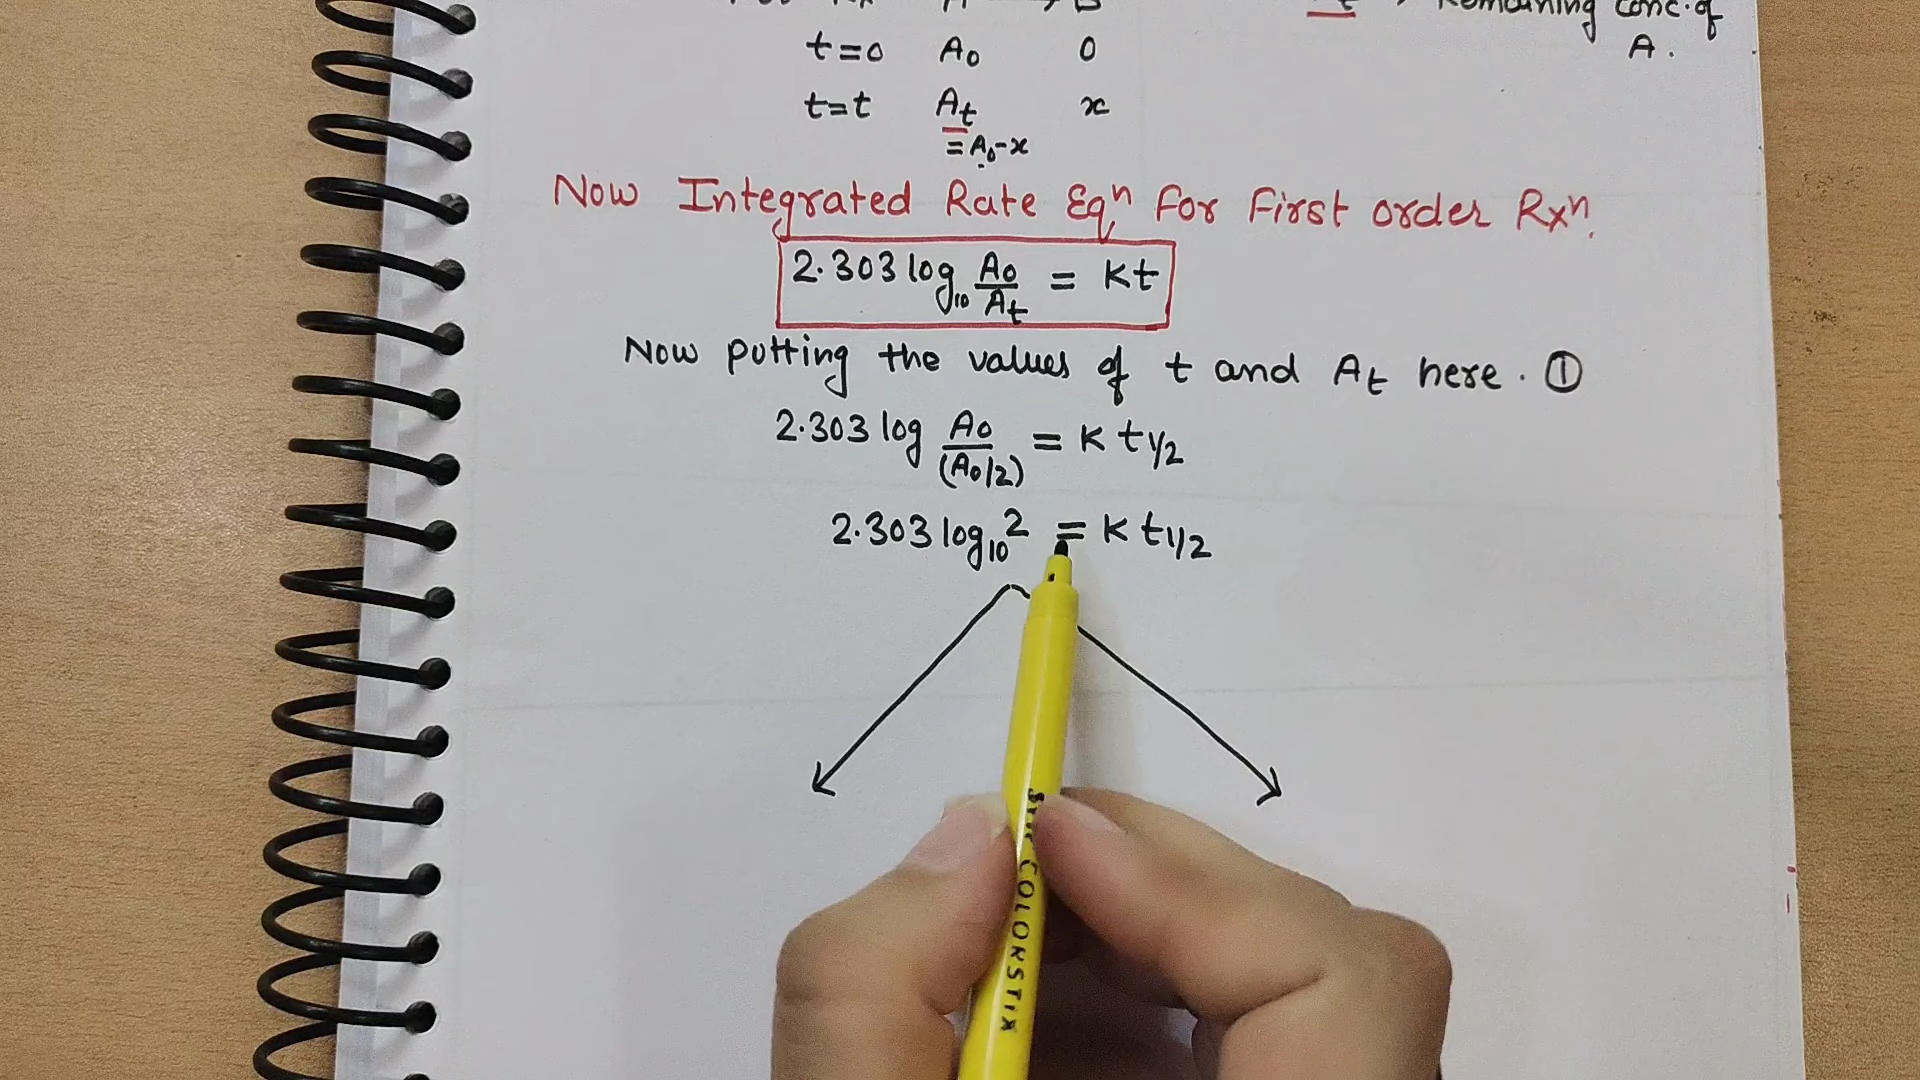 A → B
Remaining conc. of
t=0 A₀ 0
A.
t=t Aₜ x
=A₀-x
Now Integrated Rate Eqⁿ For First order Rxⁿ.
2.303 log₁₀ A₀/Aₜ = Kt
Now putting the values of t and Aₜ here. ①
2.303 log A₀/(A₀/2) = K t1/2
2.303 log₁₀2 = K t1/2
COLORSTIX